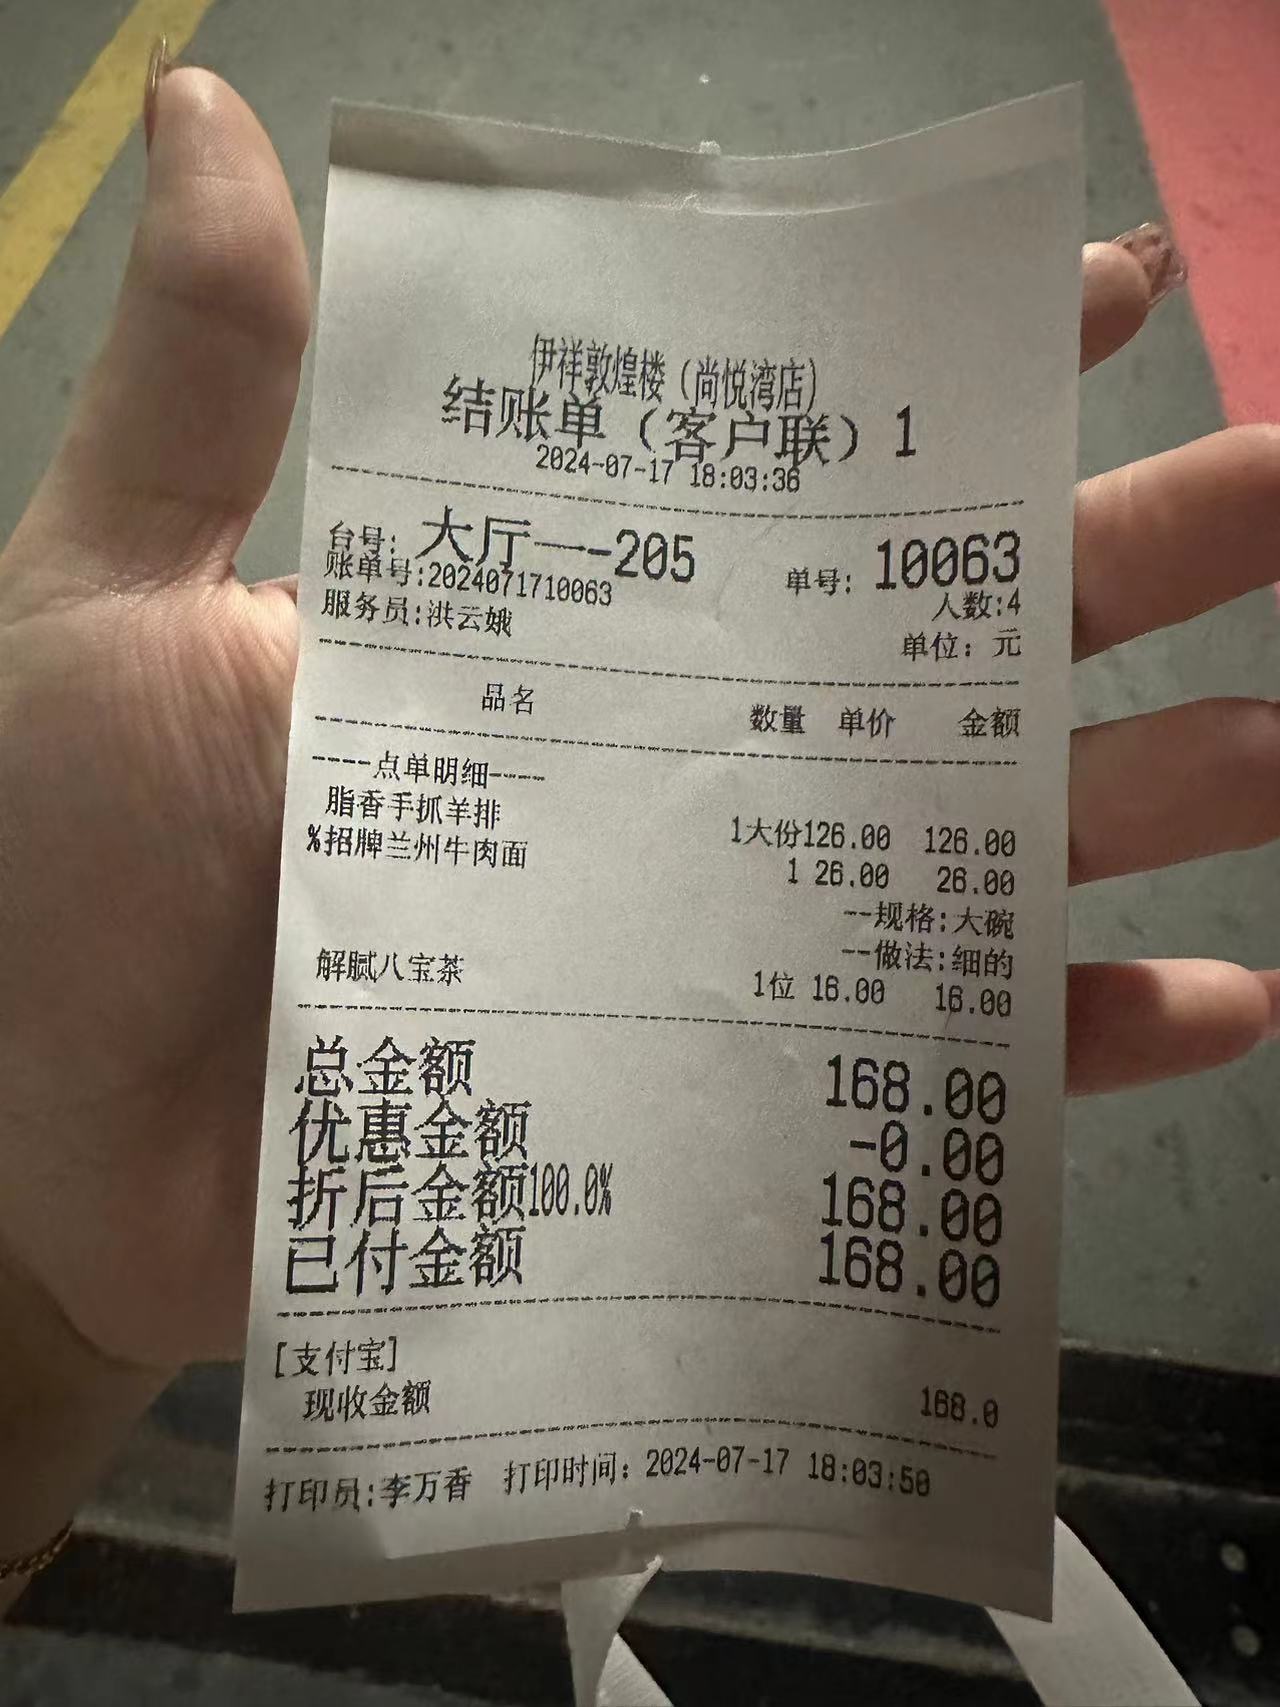 伊祥敦煌楼（尚悦湾店）
结账单（客户联）1
2024-07-17 18:03:36
台号: 大厅一-205 单号: 10063
账单号:2024071710063 人数:4
服务员:洪云娥 单位: 元
品名 数量 单价 金额
----点单明细----
脂香手抓羊排 1大份126.00 126.00
%招牌兰州牛肉面 1 26.00 26.00
--规格:大碗
--做法:细的
解腻八宝茶 1位 16.00 16.00
总金额 168.00
优惠金额 -0.00
折后金额100.0% 168.00
已付金额 168.00
[支付宝]
现收金额 168.0
打印员:李万香 打印时间: 2024-07-17 18:03:50